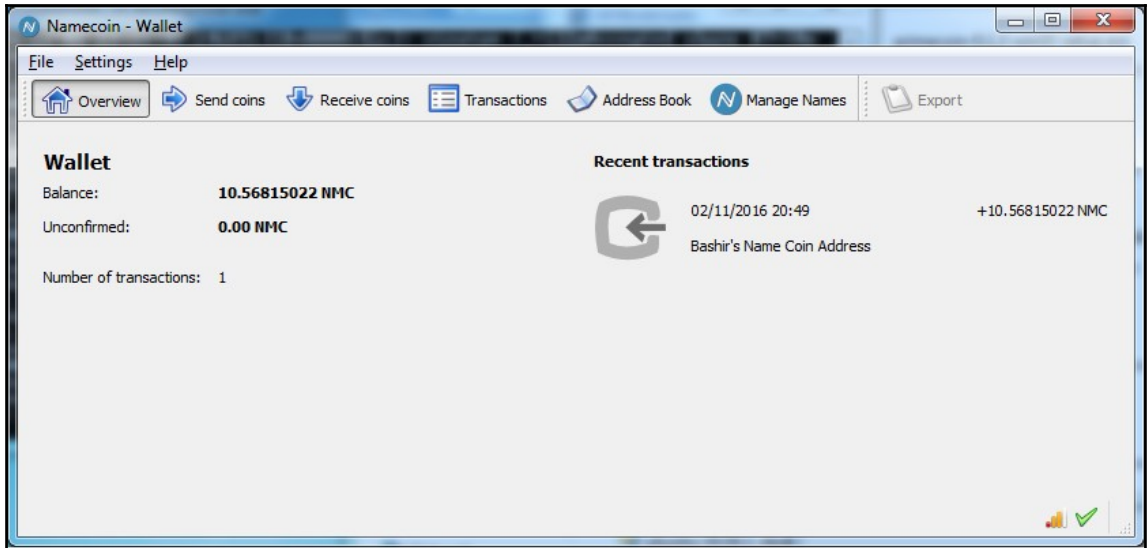 Namecoin - Wallet
File Settings Help
Overview Send coins Receive coins Transactions Address Book Manage Names Export
Wallet
Balance: 10.56815022 NMC
Unconfirmed: 0.00 NMC
Number of transactions: 1
Recent transactions
02/11/2016 20:49 +10.56815022 NMC
Bashir's Name Coin Address